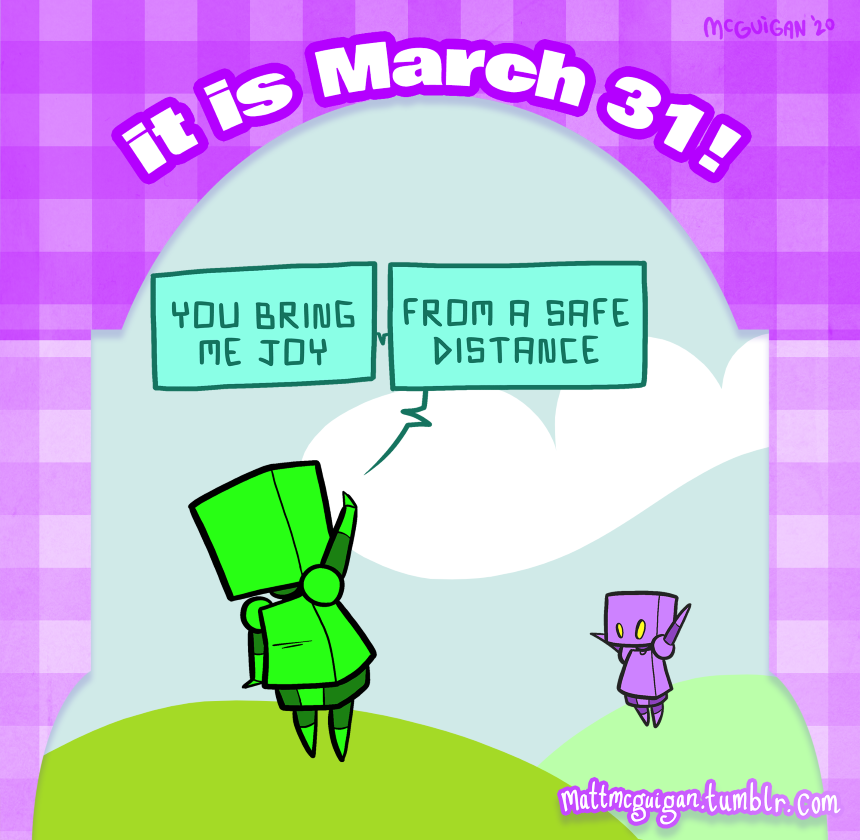 McGUiGAN '20
it is March 31!
YOU BRING
ME JOY
FROM A SAFE
DISTANCE
mattmcguigan.tumblr.com